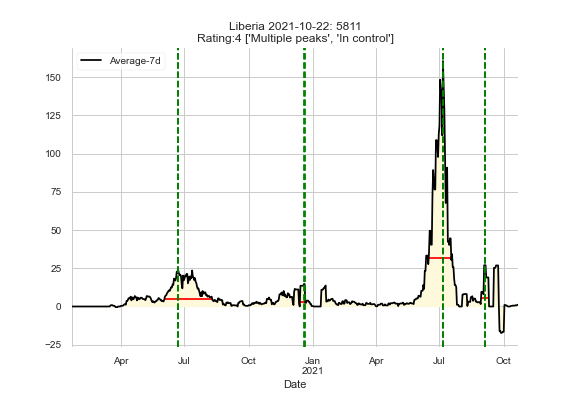 Liberia 2021-10-22: 5811
Rating:4 ['Multiple peaks', 'In control']
Average-7d
150
125
100
75
50
25
0
−25
Apr Jul Oct Jan Apr Jul Oct
2021
Date